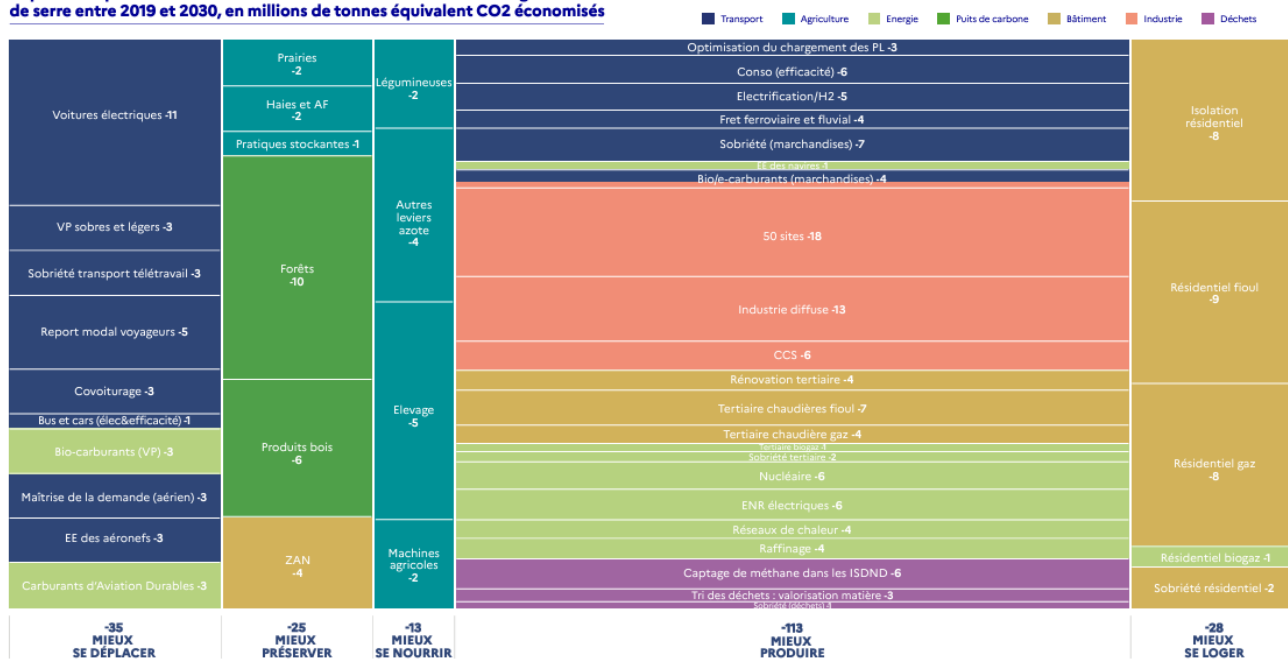 de serre entre 2019 et 2030, en millions de tonnes équivalent CO2 économisés
Transport
Agriculture
Energie
Puits de carbone
Bâtiment
Industrie
Déchets
Voitures électriques -11
VP sobres et légers -3
Sobriété transport télétravail -3
Report modal voyageurs -5
Covoiturage -3
Bus et cars (élec&efficacité) -1
Bio-carburants (VP) -3
Maîtrise de la demande (aérien) -3
EE des aéronefs -3
Carburants d'Aviation Durables -3
-35
MIEUX
SE DÉPLACER
Prairies
-2
Haies et AF
-2
Pratiques stockantes -1
Forêts
-10
Produits bois
-6
ZAN
-4
-25
MIEUX
PRÉSERVER
Légumineuses
-2
Autres
leviers
azote
-4
Elevage
-5
Machines
agricoles
-2
-13
MIEUX
SE NOURRIR
Optimisation du chargement des PL -3
Conso (efficacité) -6
Electrification/H2 -5
Fret ferroviaire et fluvial -4
Sobriété (marchandises) -7
EE des navires -1
Bio/e-carburants (marchandises) -4
50 sites -18
Industrie diffuse -13
CCS -6
Rénovation tertiaire -4
Tertiaire chaudières fioul -7
Tertiaire chaudière gaz -4
Tertiaire biogaz -1
Sobriété tertiaire -2
Nucléaire -6
ENR électriques -6
Réseaux de chaleur -4
Raffinage -4
Captage de méthane dans les ISDND -6
Tri des déchets : valorisation matière -3
Sobriété (déchets) -1
-113
MIEUX
PRODUIRE
Isolation
résidentiel
-8
Résidentiel fioul
-9
Résidentiel gaz
-8
Résidentiel biogaz -1
Sobriété résidentiel -2
-28
MIEUX
SE LOGER